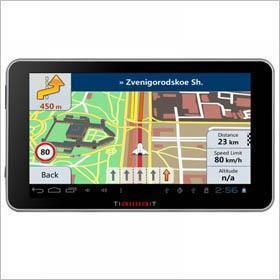 » Zvenigorodskoe Sh.
450 m
Distance
23 km
Speed Limit
80 km/h
Altitude
n/a
80
Back
2:56